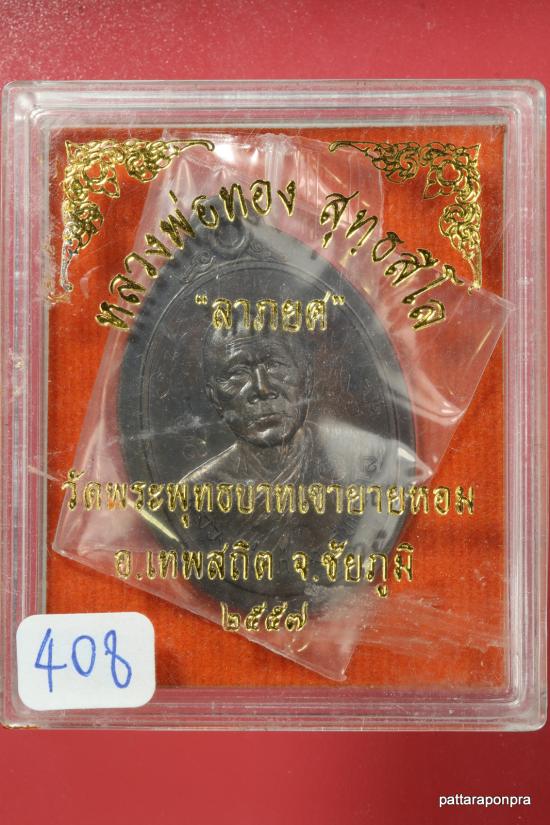 หลวงพ่อทอง สุทฺธสีโล
“ลาภยศ”
วัดพระพุทธบาทเขายายหอม
อ.เทพสถิต จ.ชัยภูมิ
๒๕๕๗
408
pattaraponpra